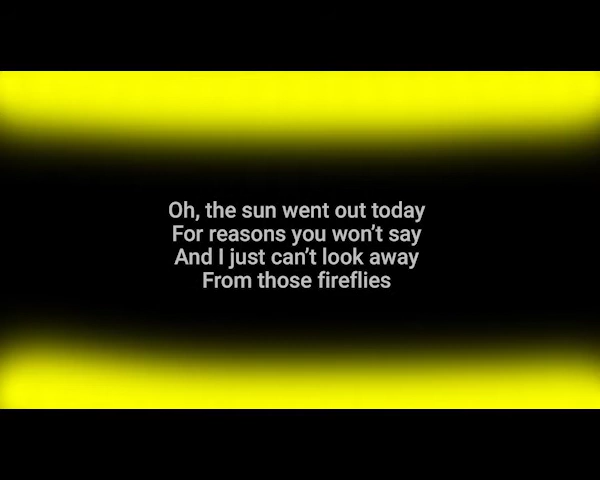 Oh, the sun went out today
For reasons you won’t say
And I just can’t look away
From those fireflies